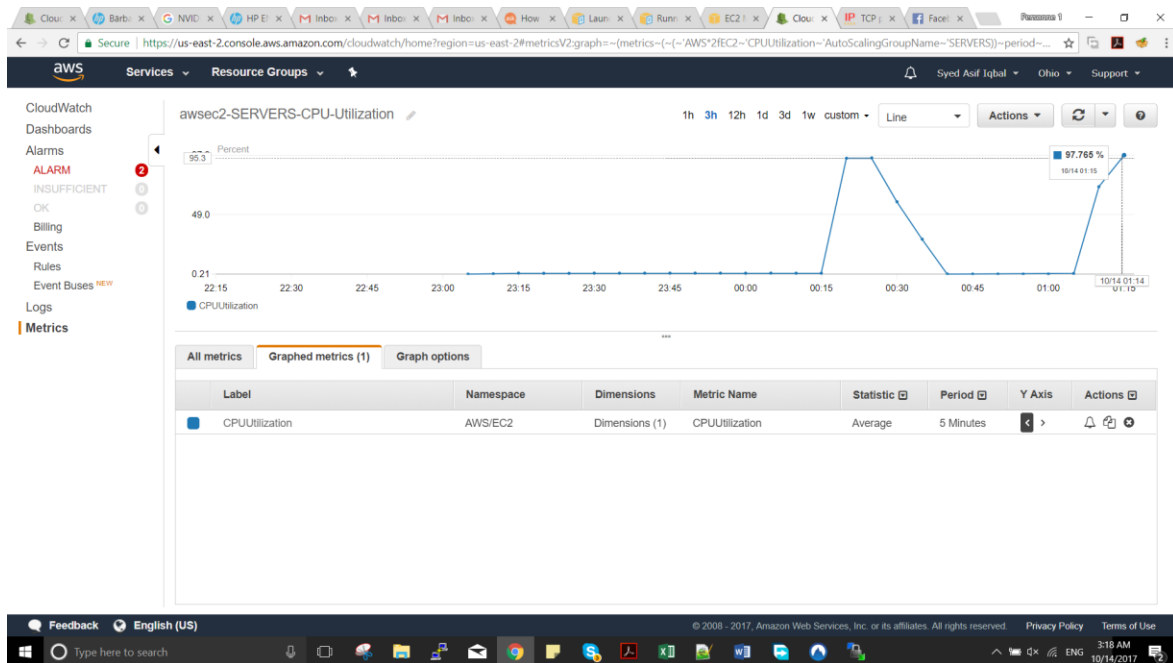 Clouc
Bárba
NVID
HP El
Inbo
Inbo
Inbo
How
Laun
Runn
EC2
Clou
TCP
Facet
Secure | https://us-east-2.console.aws.amazon.com/cloudwatch/home?region=us-east-2#metricsV2:graph=~(metrics~(~(~'AWS*2fEC2~'CPUUtilization~'AutoScalingGroupName~'SERVERS))~period~...
aws Services Resource Groups Syed Asif Iqbal Ohio Support
CloudWatch
Dashboards
Alarms
ALARM 2
INSUFFICIENT 0
OK 0
Billing
Events
Rules
Event Buses NEW
Logs
Metrics
awsec2-SERVERS-CPU-Utilization 1h 3h 12h 1d 3d 1w custom Line Actions
Percent
95.3
97.765 %
10/14 01:15
49.0
0.21
22:15 22:30 22:45 23:00 23:15 23:30 23:45 00:00 00:15 00:30 00:45 01:00 01:15
10/14 01:14
CPUUtilization
All metrics Graphed metrics (1) Graph options
Label Namespace Dimensions Metric Name Statistic Period Y Axis Actions
CPUUtilization AWS/EC2 Dimensions (1) CPUUtilization Average 5 Minutes
Feedback English (US) © 2008 - 2017, Amazon Web Services, Inc. or its affiliates. All rights reserved. Privacy Policy Terms of Use
Type here to search ENG 3:18 AM
10/14/2017